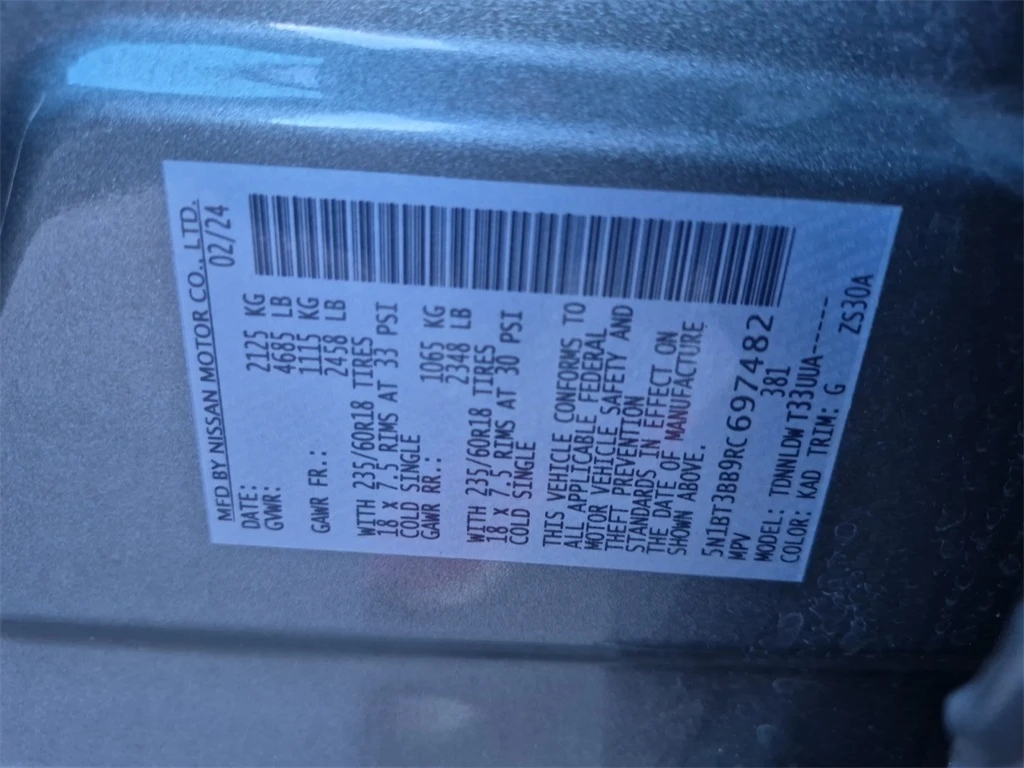 MFD BY NISSAN MOTOR CO., LTD.
DATE: 02/24
GVWR: 2125 KG
4685 LB
GAWR FR.: 1115 KG
2458 LB
WITH 235/60R18 TIRES
18 X 7.5 RIMS AT 33 PSI
COLD SINGLE
GAWR RR.: 1065 KG
2348 LB
WITH 235/60R18 TIRES
18 X 7.5 RIMS AT 30 PSI
COLD SINGLE
THIS VEHICLE CONFORMS TO
ALL APPLICABLE FEDERAL
MOTOR VEHICLE SAFETY AND
THEFT PREVENTION
STANDARDS IN EFFECT ON
THE DATE OF MANUFACTURE
SHOWN ABOVE.
5N1BT3BB9RC697482
MPV 381
MODEL: TDNNLDW T33UUA------
COLOR: KAD TRIM: G ZS30A